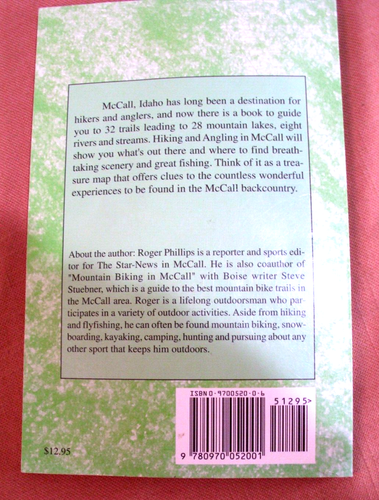 McCall, Idaho has long been a destination for
hikers and anglers, and now there is a book to guide
you to 32 trails leading to 28 mountain lakes, eight
rivers and streams. Hiking and Angling in McCall will
show you what's out there and where to find breath-
taking scenery and great fishing. Think of it as a trea-
sure map that offers clues to the countless wonderful
experiences to be found in the McCall backcountry.
About the author: Roger Phillips is a reporter and sports edi-
tor for The Star-News in McCall. He is also coauthor of
"Mountain Biking in McCall" with Boise writer Steve
Stuebner, which is a guide to the best mountain bike trails in
the McCall area. Roger is a lifelong outdoorsman who par-
ticipates in a variety of outdoor activities. Aside from hiking
and flyfishing, he can often be found mountain biking, snow-
boarding, kayaking, camping, hunting and pursuing about any
other sport that keeps him outdoors.
ISBN 0-9700520-0-6
51295>
9 780970 052001
$12.95